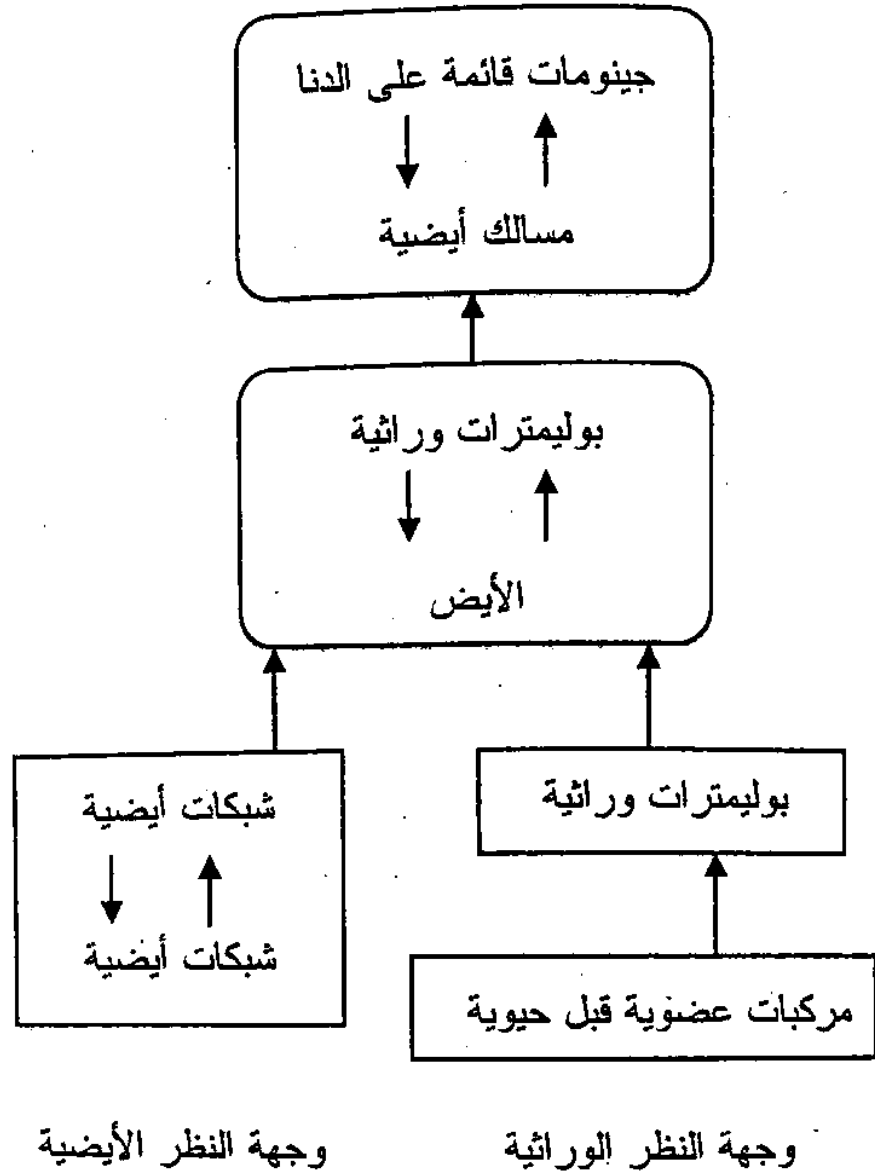 جينومات قائمة على الدنا
مسالك أيضية
بوليمترات وراثية
الأيض
بوليمترات وراثية
شبكات أيضية
شبكات أيضية
مركبات عضوية قبل حيوية
وجهة النظر الوراثية
وجهة النظر الأيضية